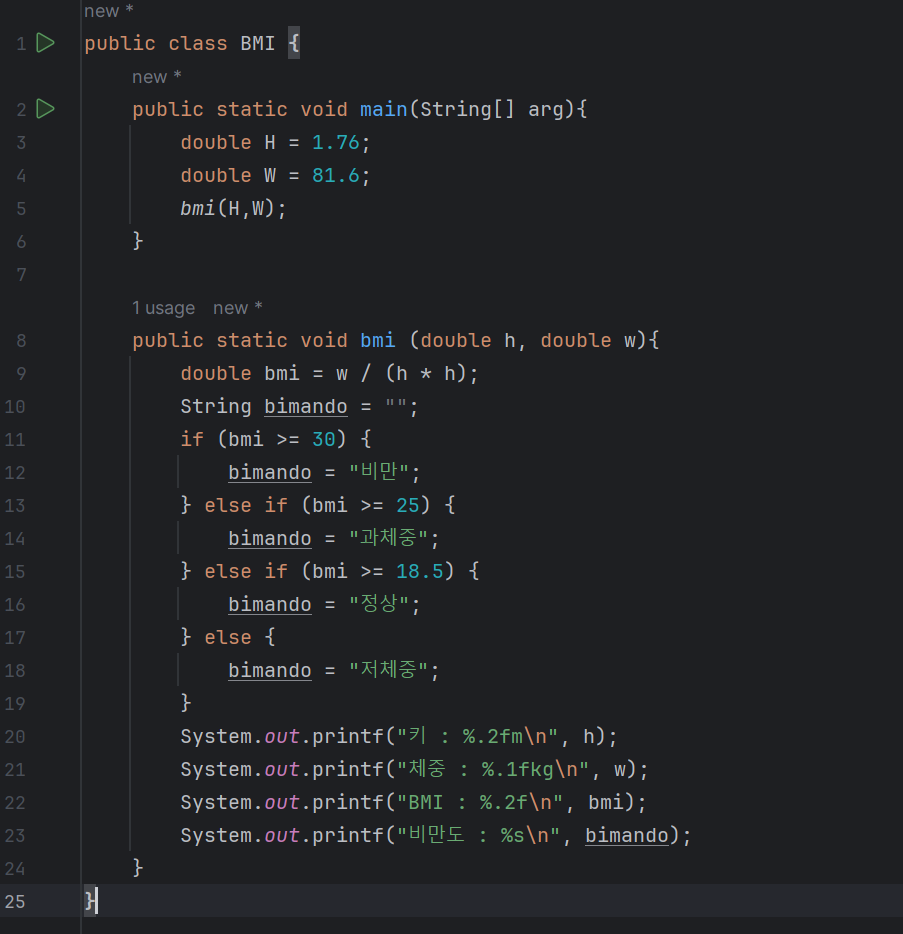 new *
1 public class BMI {
new *
2 public static void main(String[] arg){
3 double H = 1.76;
4 double W = 81.6;
5 bmi(H,W);
6 }
7
1 usage new *
8 public static void bmi (double h, double w){
9 double bmi = w / (h * h);
10 String bimando = "";
11 if (bmi >= 30) {
12 bimando = "비만";
13 } else if (bmi >= 25) {
14 bimando = "과체중";
15 } else if (bmi >= 18.5) {
16 bimando = "정상";
17 } else {
18 bimando = "저체중";
19 }
20 System.out.printf("키 : %.2fm\n", h);
21 System.out.printf("체중 : %.1fkg\n", w);
22 System.out.printf("BMI : %.2f\n", bmi);
23 System.out.printf("비만도 : %s\n", bimando);
24 }
25 }